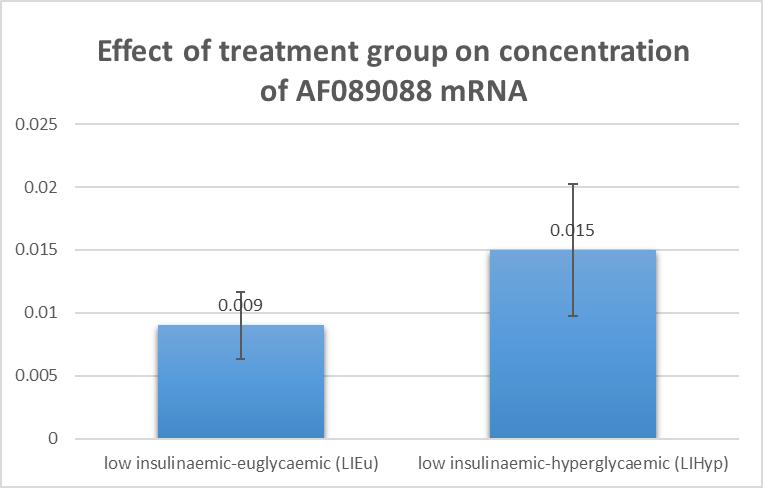 Effect of treatment group on concentration
of AF089088 mRNA
0.025
0.02
0.015
0.01
0.005
0
0.009
0.015
low insulinaemic-euglycaemic (LIEu)
low insulinaemic-hyperglycaemic (LIHyp)